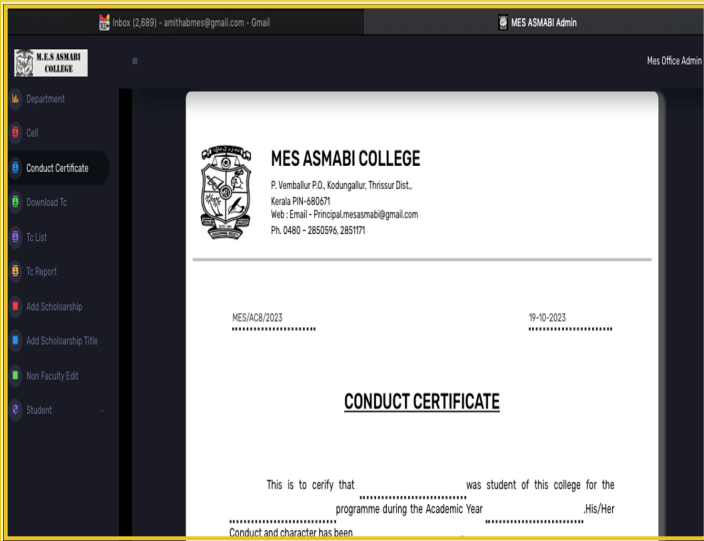 Inbox (2,689) - amithabmes@gmail.com - Gmail
MES ASMABI Admin
M.E.S ASMABI
COLLEGE
Mes Office Admin
Department
Cell
Conduct Certificate
Download Tc
Tc List
Tc Report
Add Scholoarship
Add Scholoarship Title
Non Faculty Edit
Student
MES ASMABI COLLEGE
P. Vemballur P.O., Kodungallur, Thrissur Dist.,
Kerala PIN-680671
Web : Email - Principal.mesasmabi@gmail.com
Ph. 0480 - 2850596, 2851171
MES/AC8/2023
19-10-2023
CONDUCT CERTIFICATE
This is to cerify that was student of this college for the
programme during the Academic Year .His/Her
Conduct and character has been .